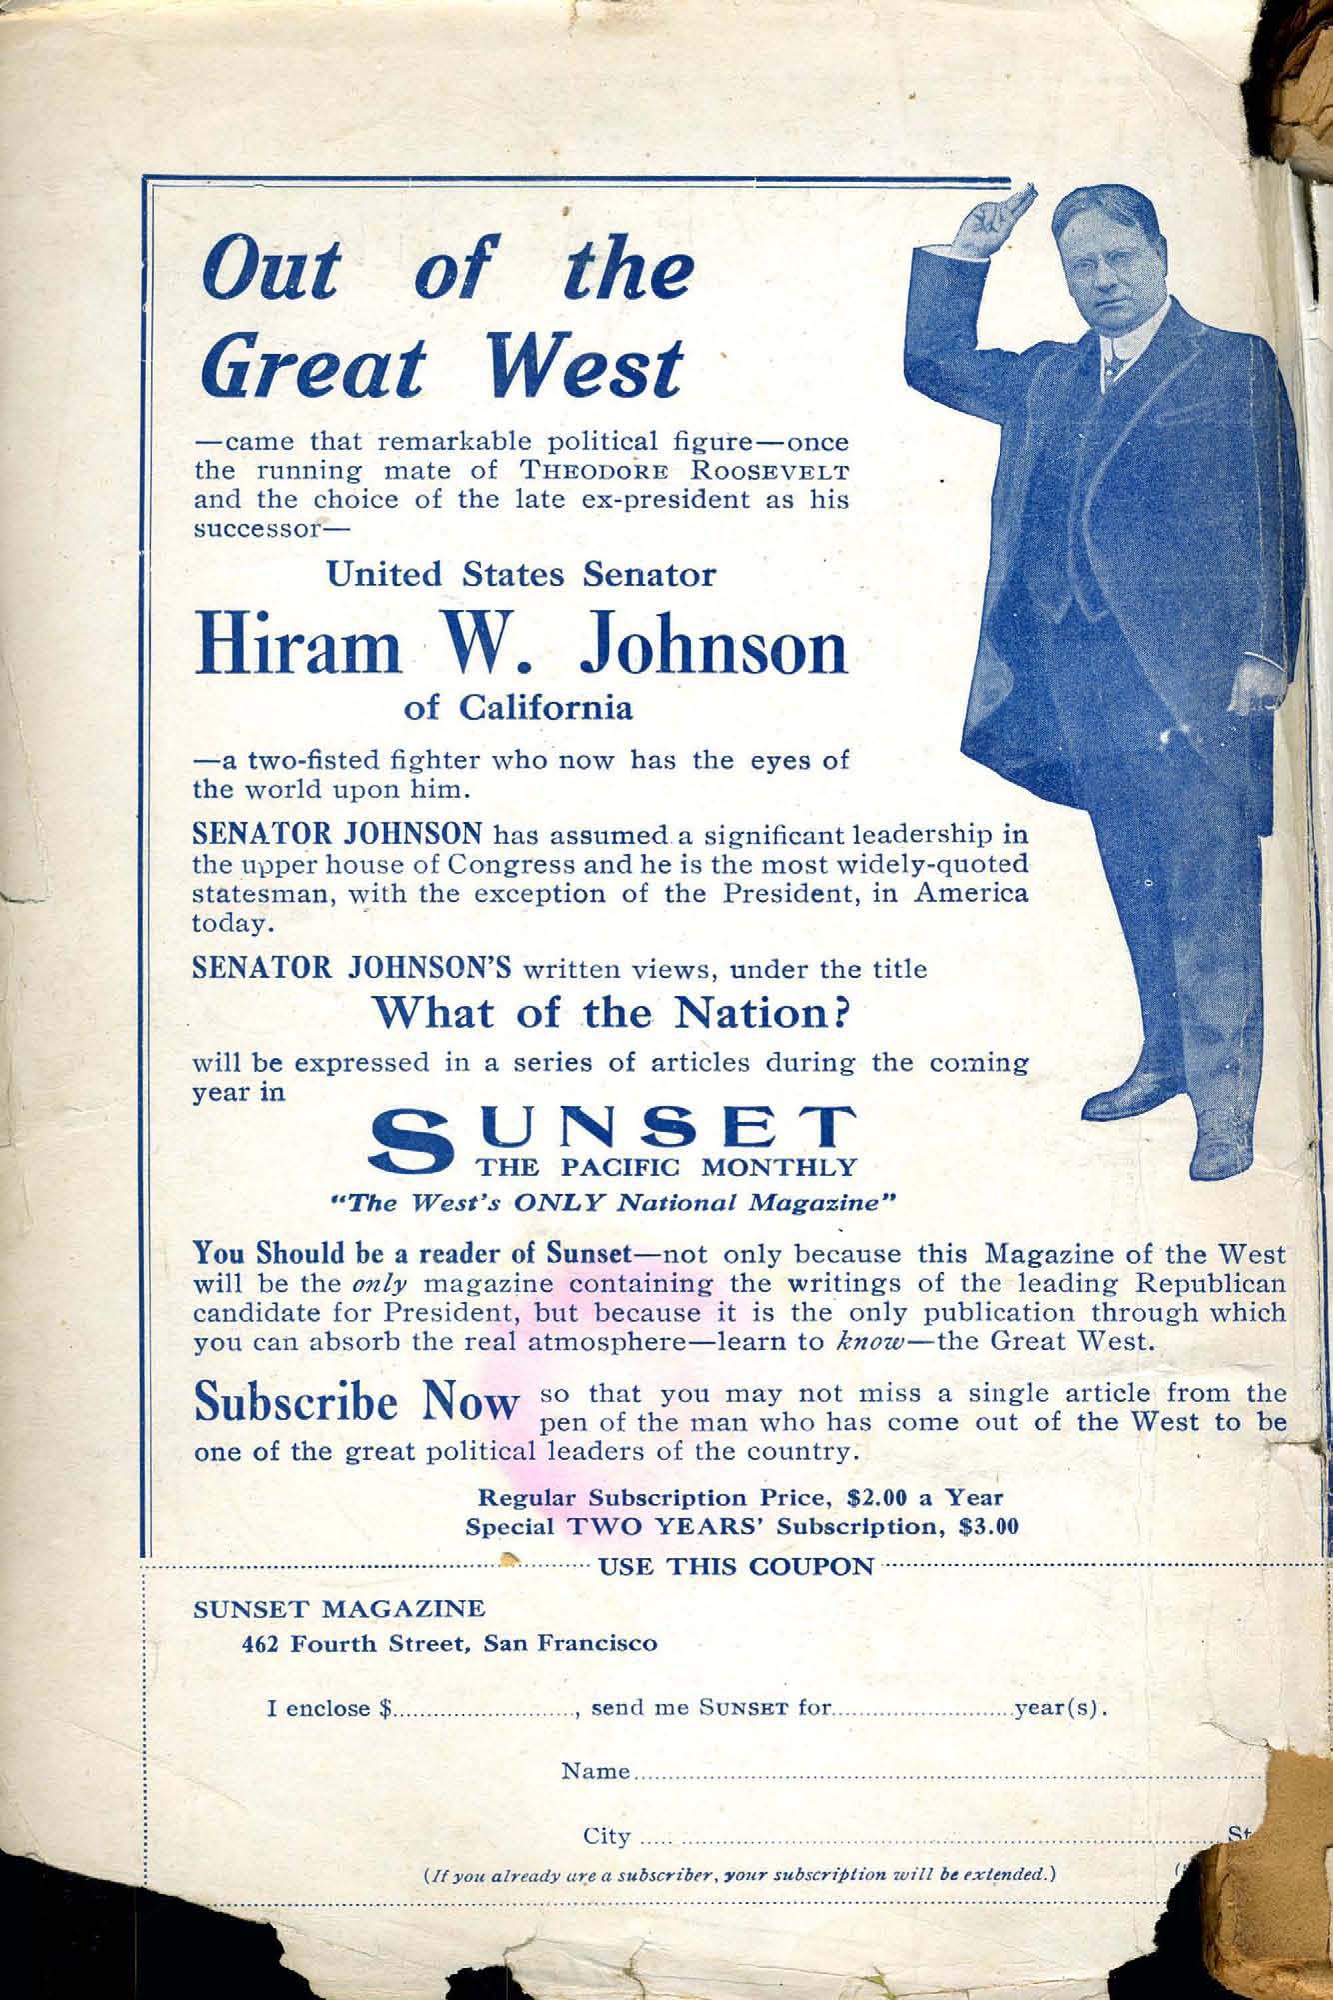 Out of the
Great West
—came that remarkable political figure—once
the running mate of THEODORE ROOSEVELT
and the choice of the late ex-president as his
successor—
United States Senator
Hiram W. Johnson
of California
—a two-fisted fighter who now has the eyes of
the world upon him.
SENATOR JOHNSON has assumed a significant leadership in
the upper house of Congress and he is the most widely-quoted
statesman, with the exception of the President, in America
today.
SENATOR JOHNSON'S written views, under the title
What of the Nation?
will be expressed in a series of articles during the coming
year in
SUNSET
THE PACIFIC MONTHLY
"The West's ONLY National Magazine"
You Should be a reader of Sunset—not only because this Magazine of the West
will be the only magazine containing the writings of the leading Republican
candidate for President, but because it is the only publication through which
you can absorb the real atmosphere—learn to know—the Great West.
Subscribe Now so that you may not miss a single article from the
pen of the man who has come out of the West to be
one of the great political leaders of the country.
Regular Subscription Price, $2.00 a Year
Special TWO YEARS' Subscription, $3.00
USE THIS COUPON
SUNSET MAGAZINE
462 Fourth Street, San Francisco
I enclose $..........................., send me SUNSET for...........................year(s).
Name
City
(If you already are a subscriber, your subscription will be extended.)